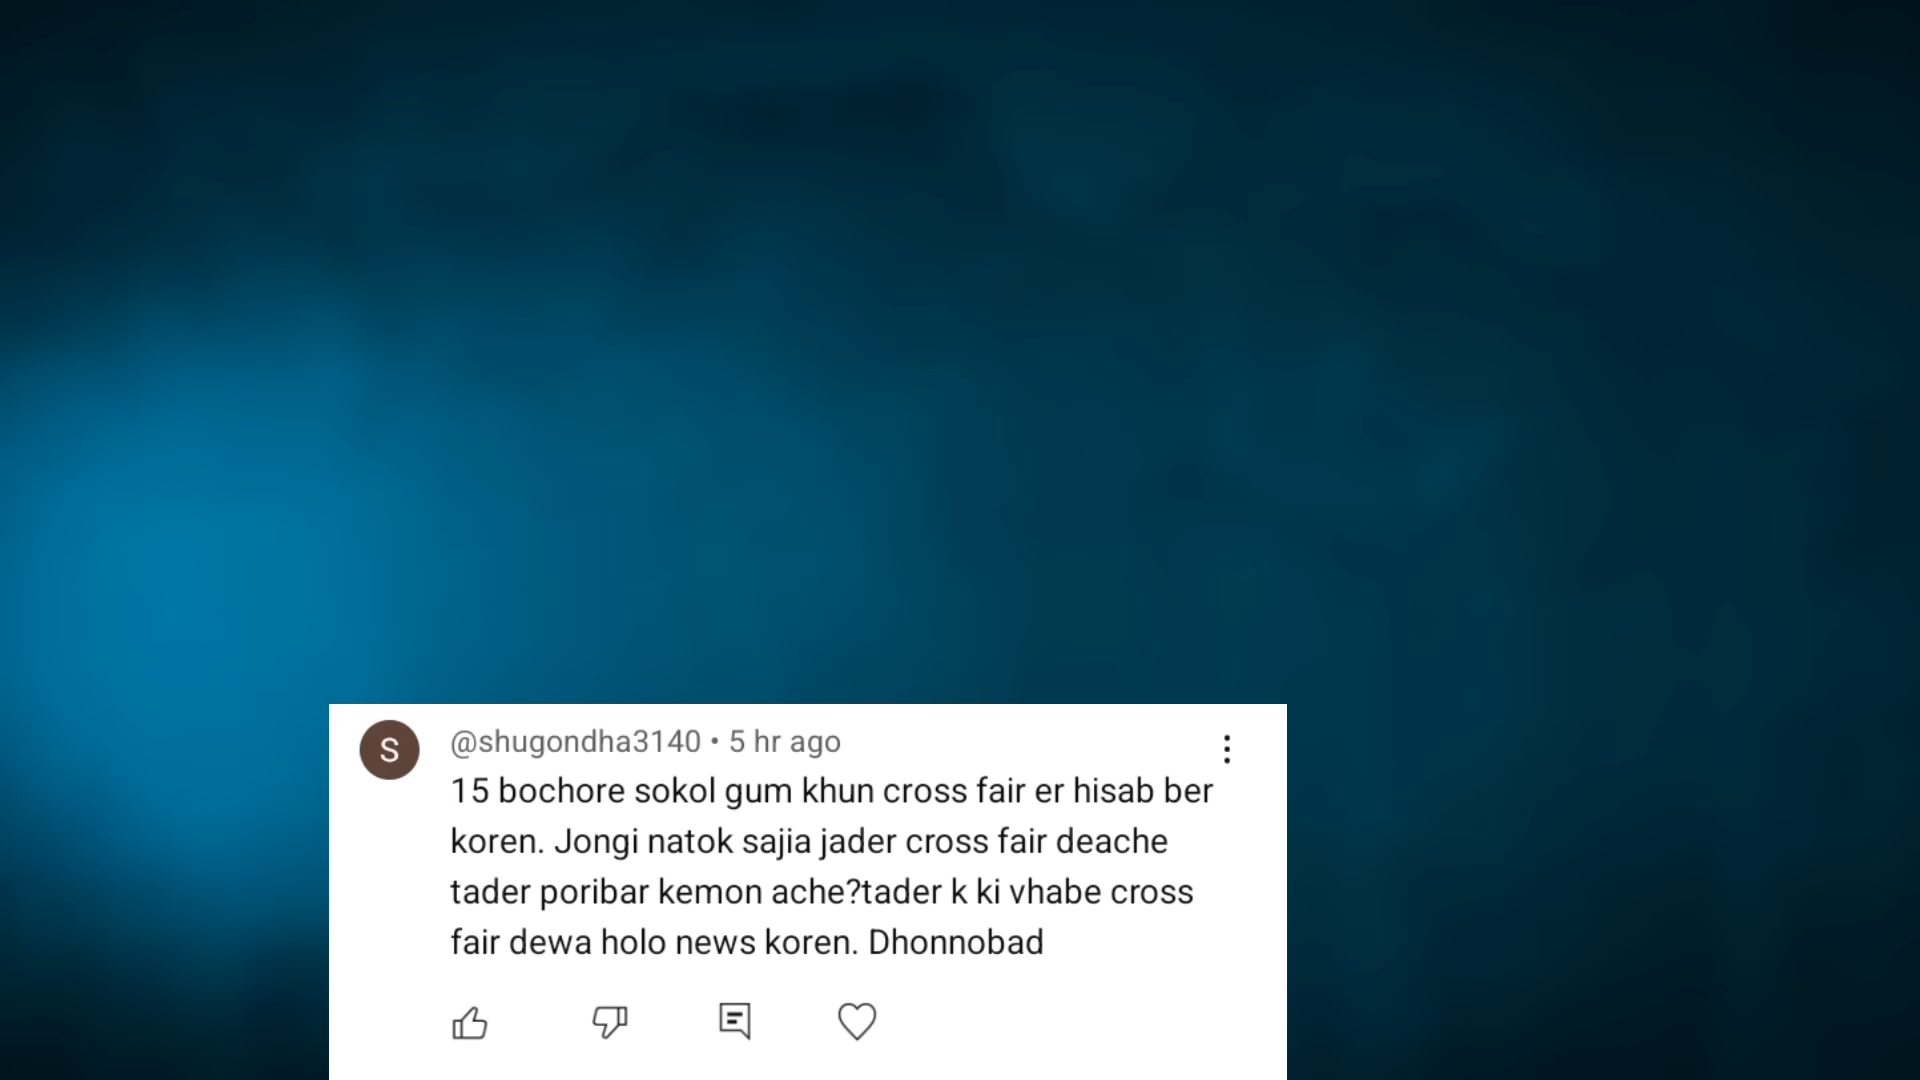 S
@shugondha3140 • 5 hr ago
15 bochore sokol gum khun cross fair er hisab ber
koren. Jongi natok sajia jader cross fair deache
tader poribar kemon ache?tader k ki vhabe cross
fair dewa holo news koren. Dhonnobad